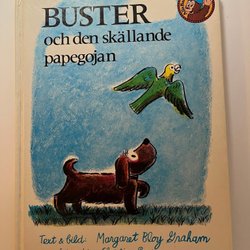 BUSTER
och den skällande
papegojan
Text & bild: Margaret Bloy Graham